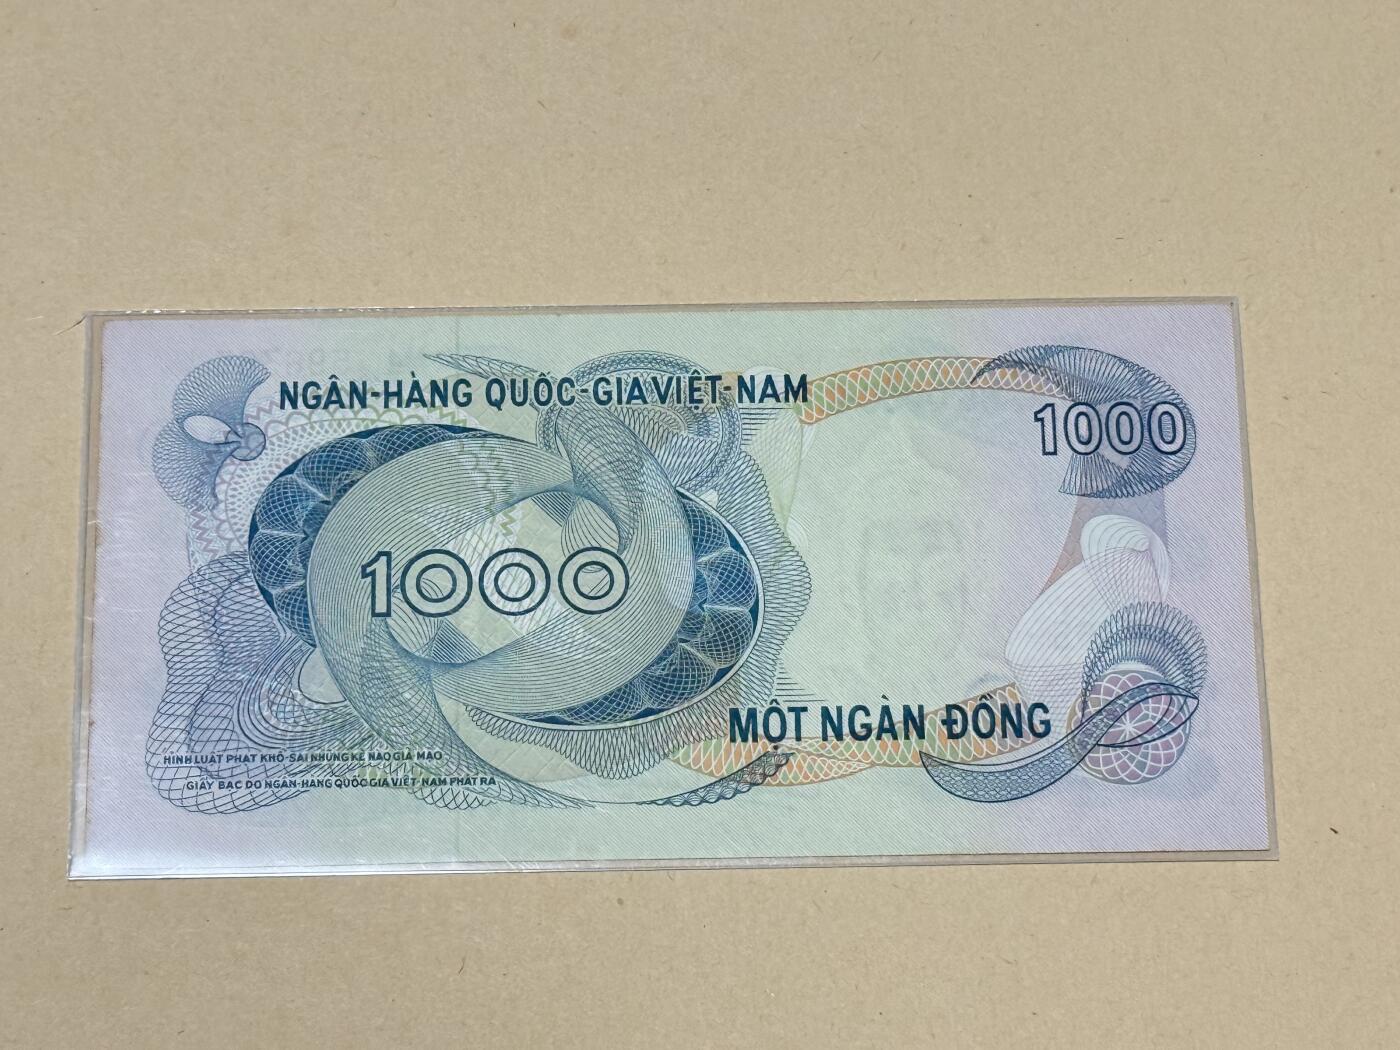 NGÂN-HÀNG QUỐC-GIA VIỆT-NAM
1000
1000
MỘT NGÀN ĐỒNG
HÌNH LUẬT PHẠT KHỔ-SAI NHỮNG KẺ NÀO GIẢ MẠO
GIẤY BẠC DO NGÂN-HÀNG QUỐC GIA VIỆT-NAM PHÁT RA